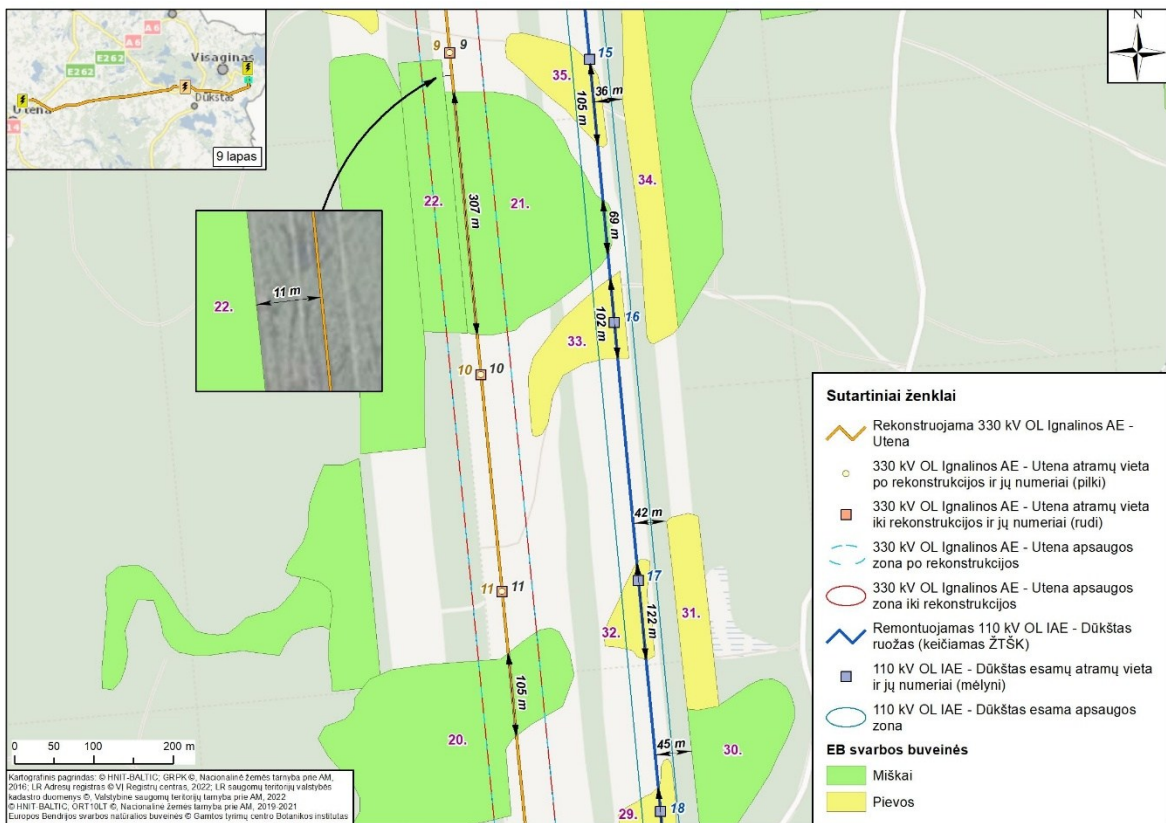 E262
A6
A6
E262
Visaginas
Dūkštas
Utena
9 lapas
N
9 9
15
35.
36 m
105 m
34.
22.
21.
307 m
69 m
22.
11 m
16
102 m
33.
10 10
42 m
17
11 11
122 m
31.
32.
105 m
20.
45 m
30.
29.
18
0 50 100 200 m
Kartografinis pagrindas: © HNIT-BALTIC; GRPK ©, Nacionalinė žemės tarnyba prie AM,
2016; LR Adresų registras © VĮ Registrų centras, 2022; LR saugomų teritorijų valstybės
kadastro duomenys ©, Valstybinė saugomų teritorijų tarnyba prie AM, 2022
© HNIT-BALTIC, ORT10LT ©, Nacionalinė žemės tarnyba prie AM, 2019-2021
Europos Bendrijos svarbos natūralios buveinės © Gamtos tyrimų centro Botanikos institutas
Sutartiniai ženklai
Rekonstruojama 330 kV OL Ignalinos AE -
Utena
330 kV OL Ignalinos AE - Utena atramų vieta
po rekonstrukcijos ir jų numeriai (pilki)
330 kV OL Ignalinos AE - Utena atramų vieta
iki rekonstrukcijos ir jų numeriai (rudi)
330 kV OL Ignalinos AE - Utena apsaugos
zona po rekonstrukcijos
330 kV OL Ignalinos AE - Utena apsaugos
zona iki rekonstrukcijos
Remontuojamas 110 kV OL IAE - Dūkštas
ruožas (keičiamas ŽTŠK)
110 kV OL IAE - Dūkštas esamų atramų vieta
ir jų numeriai (mėlyni)
110 kV OL IAE - Dūkštas esama apsaugos
zona
EB svarbos buveinės
Miškai
Pievos